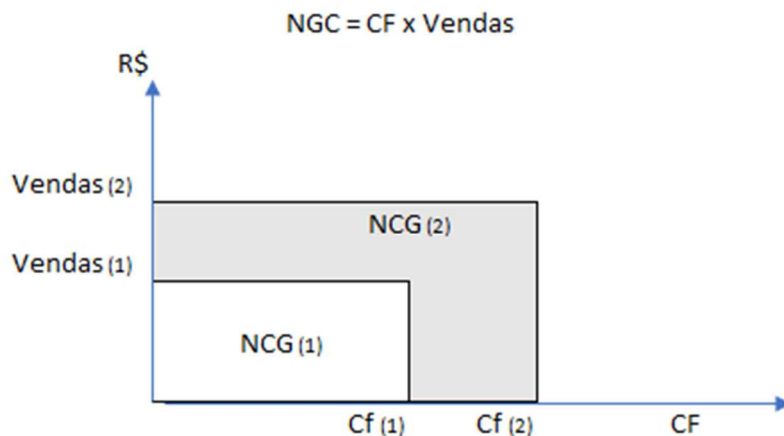 NGC = CF x Vendas
R$
Vendas (2)
NCG (2)
Vendas (1)
NCG (1)
Cf (1) Cf (2) CF